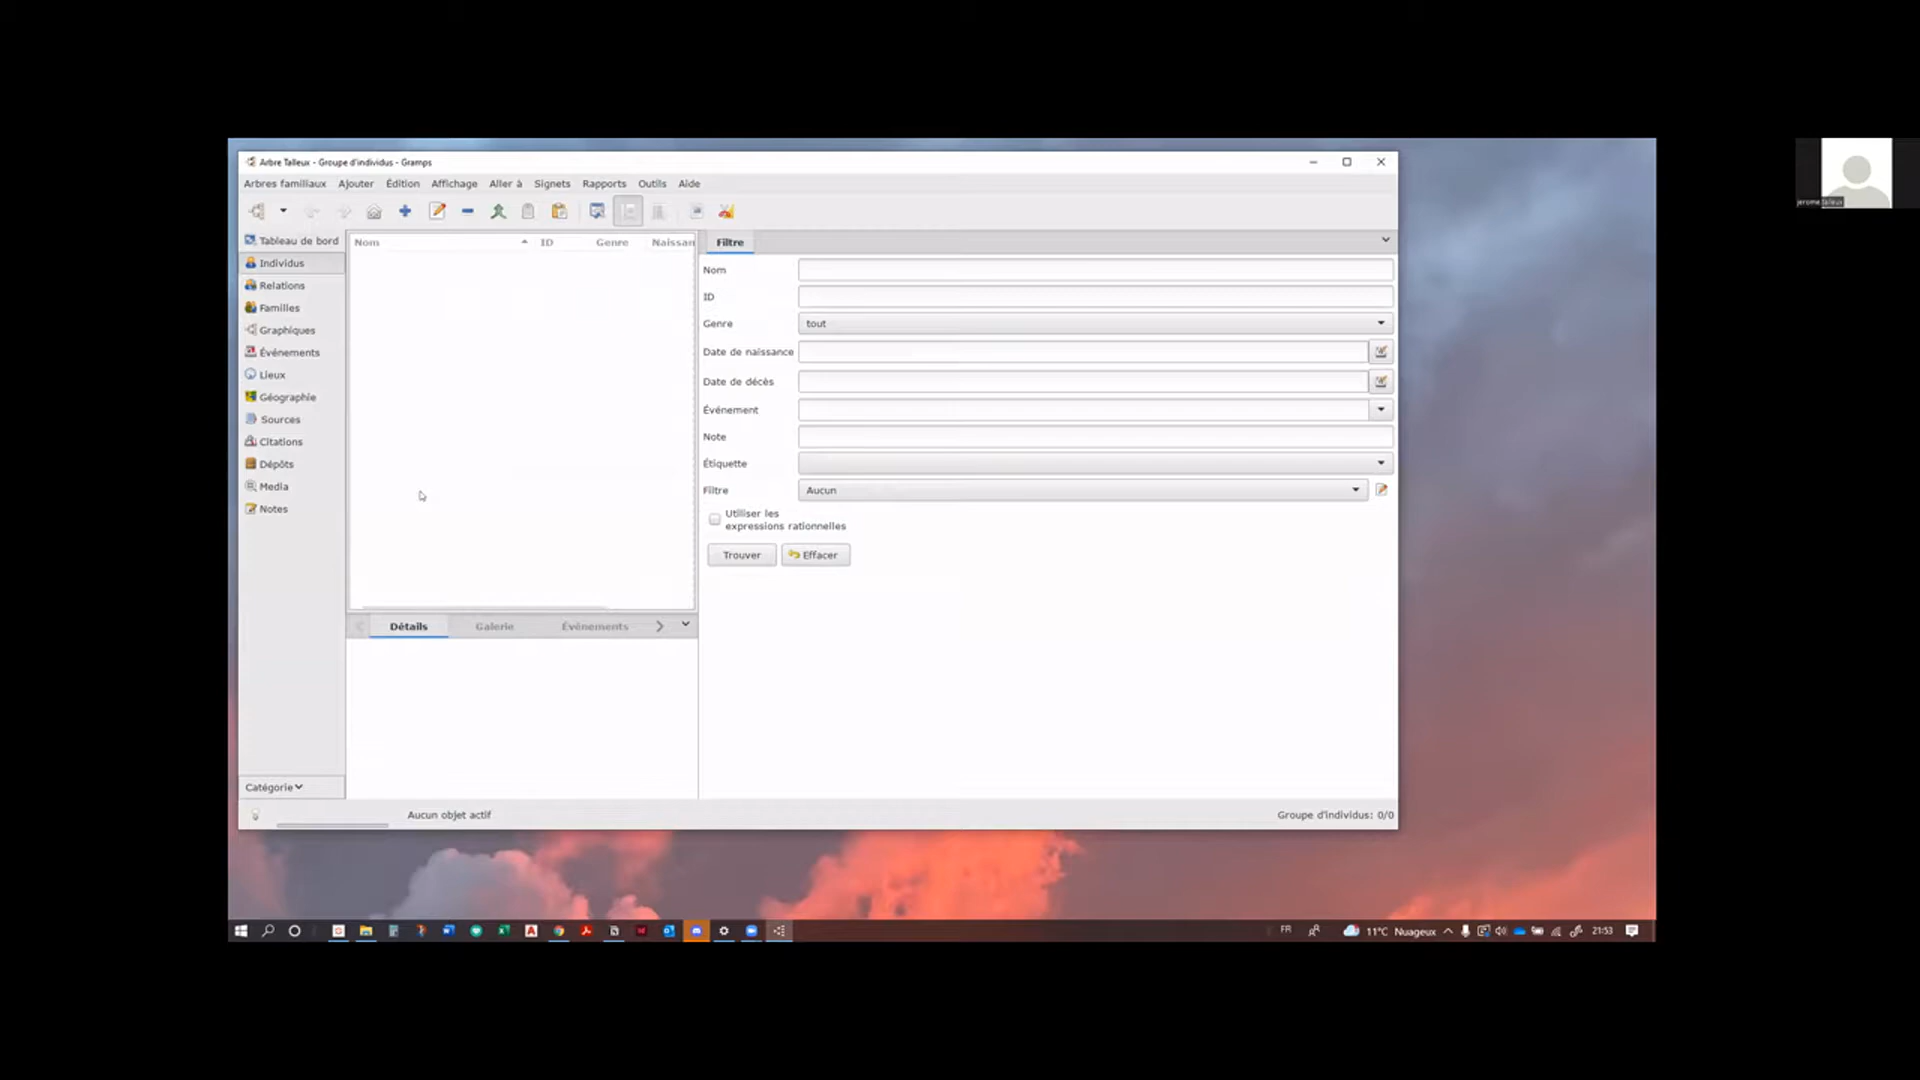 Arbre Talleux - Groupe d'individus - Gramps
Arbres familiaux Ajouter Édition Affichage Aller à Signets Rapports Outils Aide
Tableau de bord
Individus
Relations
Familles
Graphiques
Événements
Lieux
Géographie
Sources
Citations
Dépôts
Media
Notes
Catégorie
Nom ID Genre Naissan
Détails Galerie Événements
Filtre
Nom
ID
Genre tout
Date de naissance
Date de décès
Événement
Note
Étiquette
Filtre Aucun
Utiliser les
expressions rationnelles
Trouver Effacer
Aucun objet actif
Groupe d'individus: 0/0
FR 11°C Nuageux 21:53
jerome talleux